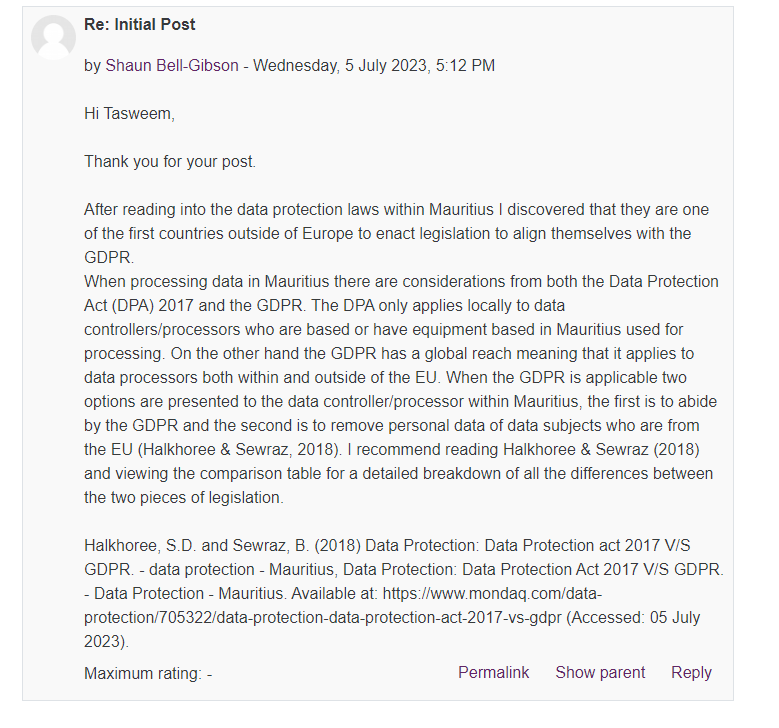 Re: Initial Post
by Shaun Bell-Gibson - Wednesday, 5 July 2023, 5:12 PM
Hi Tasweem,
Thank you for your post.
After reading into the data protection laws within Mauritius I discovered that they are one
of the first countries outside of Europe to enact legislation to align themselves with the
GDPR.
When processing data in Mauritius there are considerations from both the Data Protection
Act (DPA) 2017 and the GDPR. The DPA only applies locally to data
controllers/processors who are based or have equipment based in Mauritius used for
processing. On the other hand the GDPR has a global reach meaning that it applies to
data processors both within and outside of the EU. When the GDPR is applicable two
options are presented to the data controller/processor within Mauritius, the first is to abide
by the GDPR and the second is to remove personal data of data subjects who are from
the EU (Halkhoree & Sewraz, 2018). I recommend reading Halkhoree & Sewraz (2018)
and viewing the comparison table for a detailed breakdown of all the differences between
the two pieces of legislation.
Halkhoree, S.D. and Sewraz, B. (2018) Data Protection: Data Protection act 2017 V/S
GDPR. - data protection - Mauritius, Data Protection: Data Protection Act 2017 V/S GDPR.
- Data Protection - Mauritius. Available at: https://www.mondaq.com/data-
protection/705322/data-protection-data-protection-act-2017-vs-gdpr (Accessed: 05 July
2023).
Maximum rating: - Permalink Show parent Reply